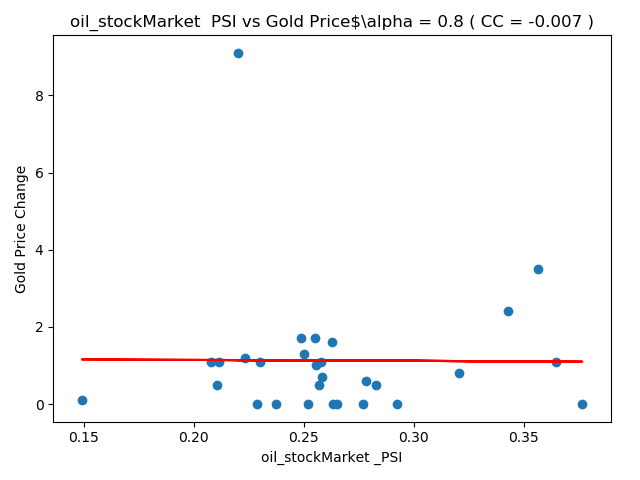 oil_stockMarket  PSI vs Gold Price$\alpha = 0.8 ( CC = -0.007 )
Gold Price Change
8
6
4
2
0
0.15 0.20 0.25 0.30 0.35
oil_stockMarket _PSI